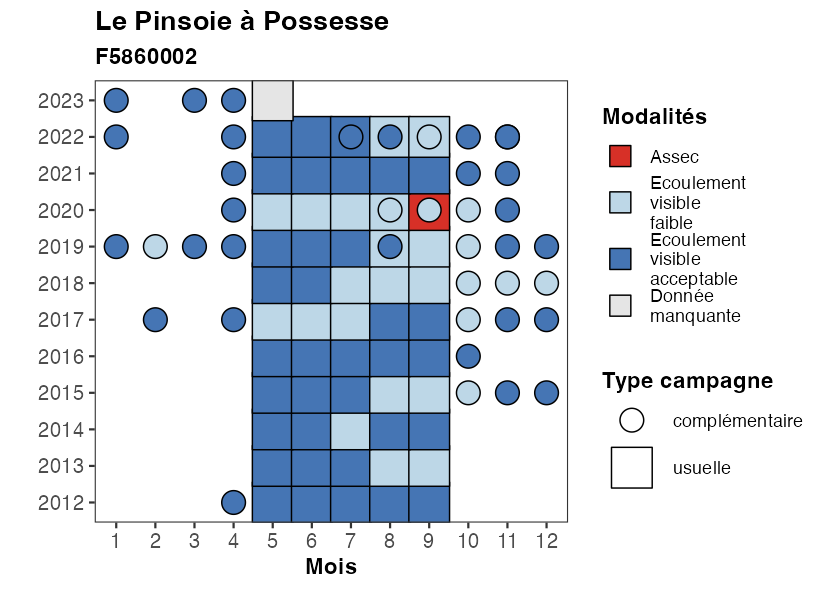 Le Pinsoie à Possesse
F5860002
2023
2022
2021
2020
2019
2018
2017
2016
2015
2014
2013
2012
1 2 3 4 5 6 7 8 9 10 11 12
Mois
Modalités
Assec
Ecoulement
visible
faible
Ecoulement
visible
acceptable
Donnée
manquante
Type campagne
complémentaire
usuelle